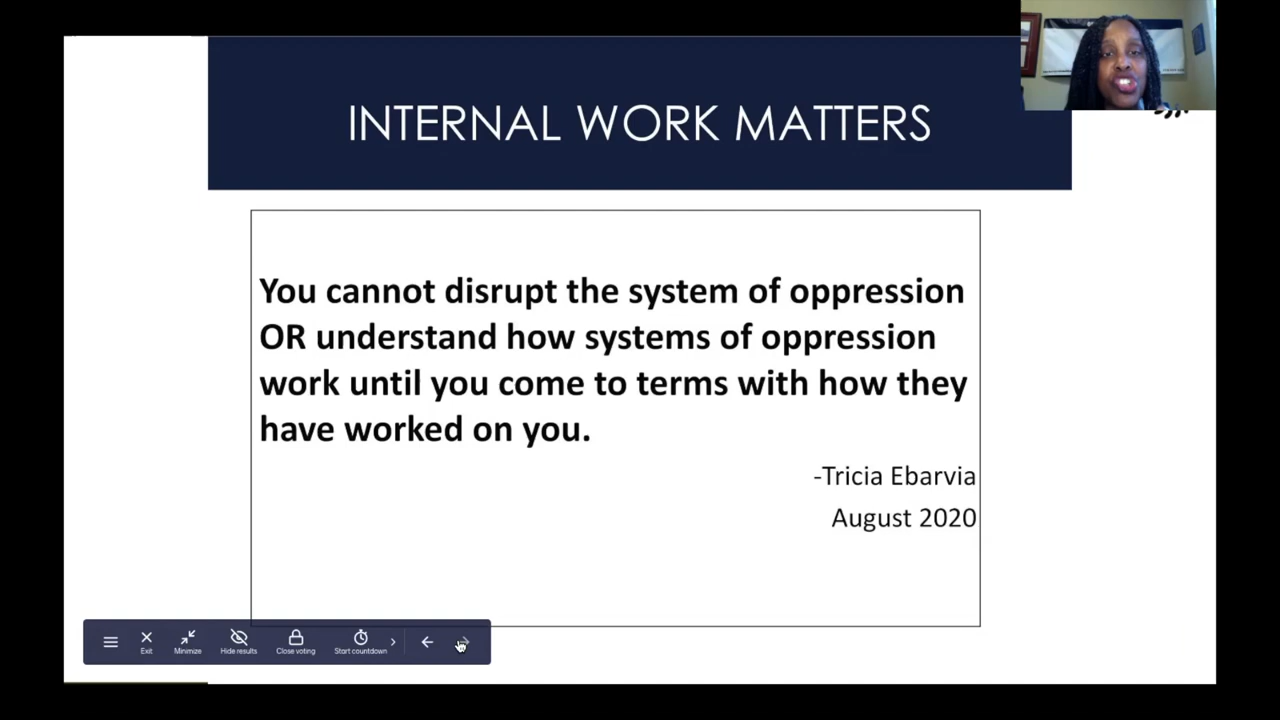 INTERNAL WORK MATTERS
You cannot disrupt the system of oppression
OR understand how systems of oppression
work until you come to terms with how they
have worked on you.
-Tricia Ebarvia
August 2020
Exit
Minimize
Hide results
Close voting
Start countdown